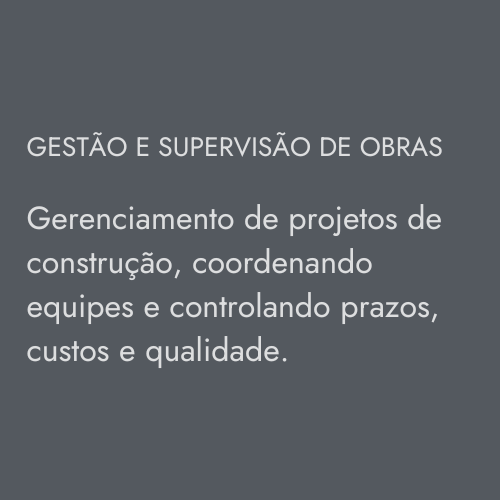 GESTÃO E SUPERVISÃO DE OBRAS
Gerenciamento de projetos de
construção, coordenando
equipes e controlando prazos,
custos e qualidade.